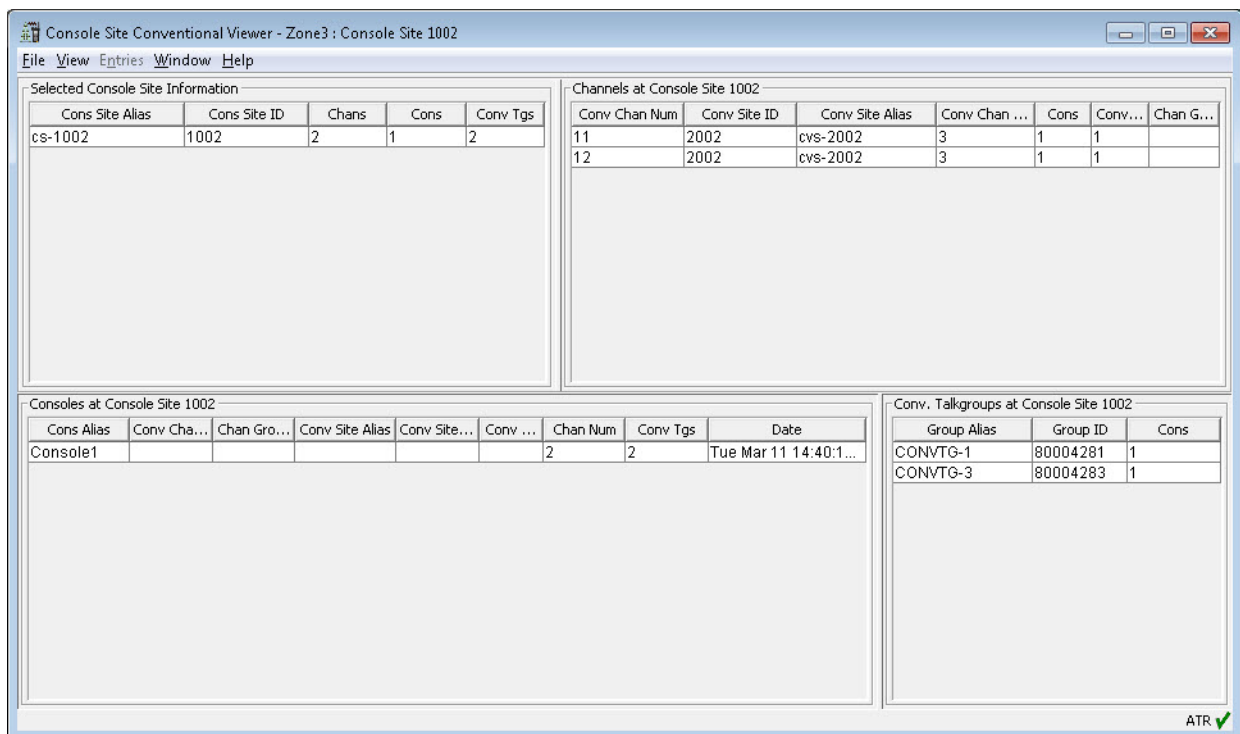 Console Site Conventional Viewer - Zone3 : Console Site 1002
File View Entries Window Help
Selected Console Site Information
Cons Site Alias Cons Site ID Chans Cons Conv Tgs
cs-1002 1002 2 1 2
Channels at Console Site 1002
Conv Chan Num Conv Site ID Conv Site Alias Conv Chan ... Cons Conv... Chan G...
11 2002 cvs-2002 3 1 1
12 2002 cvs-2002 3 1 1
Consoles at Console Site 1002
Cons Alias Conv Cha... Chan Gro... Conv Site Alias Conv Site... Conv ... Chan Num Conv Tgs Date
Console1 2 2 Tue Mar 11 14:40:1...
Conv. Talkgroups at Console Site 1002
Group Alias Group ID Cons
CONVTG-1 80004281 1
CONVTG-3 80004283 1
ATR